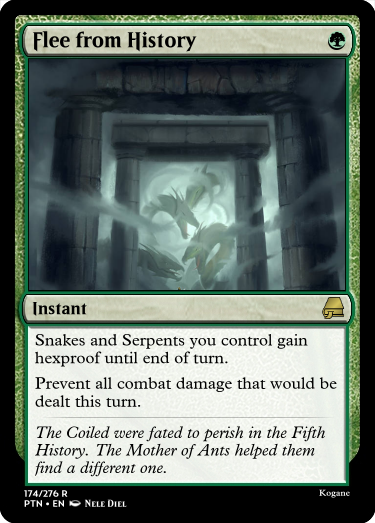 Flee from History
Instant
Snakes and Serpents you control gain
hexproof until end of turn.
Prevent all combat damage that would be
dealt this turn.
The Coiled were fated to perish in the Fifth
History. The Mother of Ants helped them
find a different one.
174/276 R
Kogane
PTN • EN Nele Diel